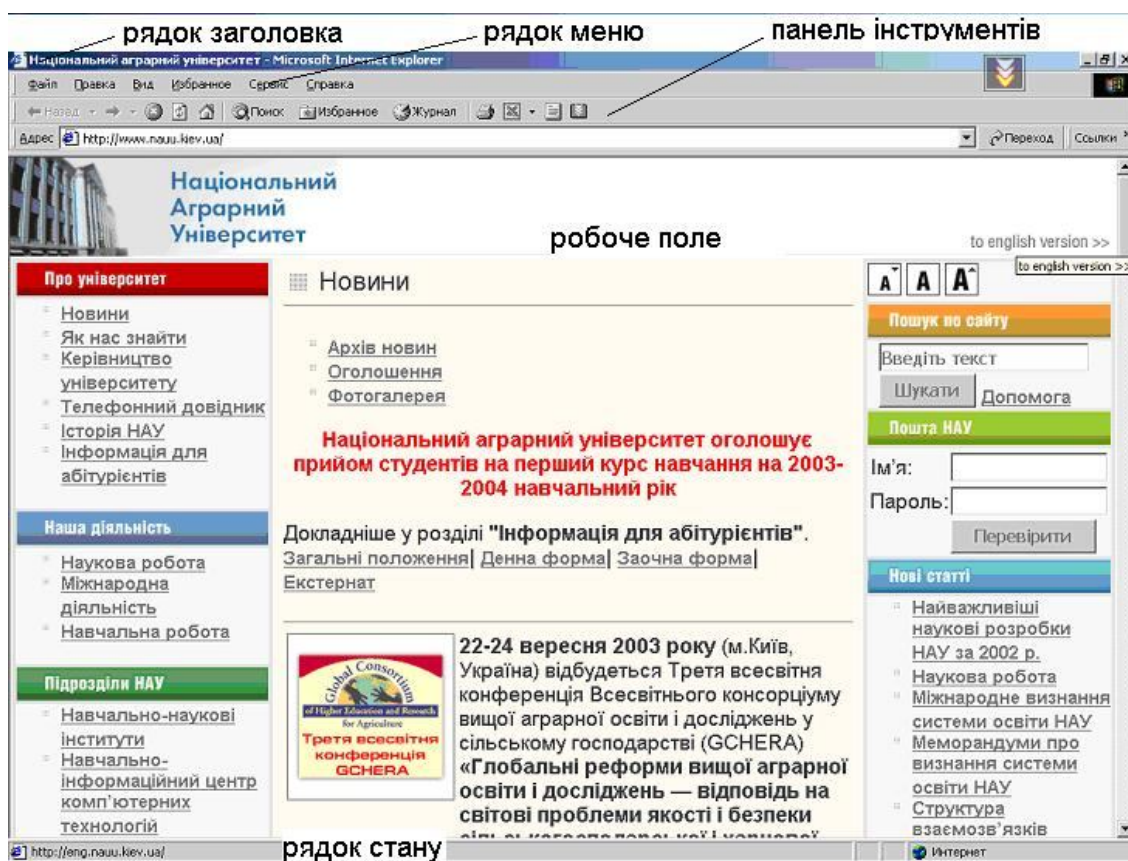 рядок заголовка
рядок меню
панель інструментів
Національний аграрний університет - Microsoft Internet Explorer
Файл Правка Вид Избранное Сервис Справка
Назад Поиск Избранное Журнал
Адрес http://www.nauu.kiev.ua/ Переход Ссылки
Національний
Аграрний
Університет
робоче поле
to english version >>
to english version >>
Про університет
Новини
Як нас знайти
Керівництво
університету
Телефонний довідник
Історія НАУ
Інформація для
абітурієнтів
Наша діяльність
Наукова робота
Міжнародна
діяльність
Навчальна робота
Підрозділи НАУ
Навчально-наукові
інститути
Навчально-
інформаційний центр
комп'ютерних
технологій
Новини
Архів новин
Оголошення
Фотогалерея
Національний аграрний університет оголошує
прийом студентів на перший курс навчання на 2003-
2004 навчальний рік
Докладніше у розділі "Інформація для абітурієнтів".
Загальні положення| Денна форма| Заочна форма|
Екстернат
Global Consortium
of Higher Education and Research
for Agriculture
Третя всесвітня
конференція
GCHERA
22-24 вересня 2003 року (м.Київ,
Україна) відбудеться Третя всесвітня
конференція Всесвітнього консорціуму
вищої аграрної освіти і досліджень у
сільському господарстві (GCHERA)
«Глобальні реформи вищої аграрної
освіти і досліджень — відповідь на
світові проблеми якості і безпеки
A A A
Пошук по сайту
Введіть текст
Шукати Допомога
Пошта НАУ
Ім'я:
Пароль:
Перевірити
Нові статті
Найважливіші
наукові розробки
НАУ за 2002 р.
Наукова робота
Міжнародне визнання
системи освіти НАУ
Меморандуми про
визнання системи
освіти НАУ
Структура
взаємозв'язків
http://eng.nauu.kiev.ua/
рядок стану
Интернет